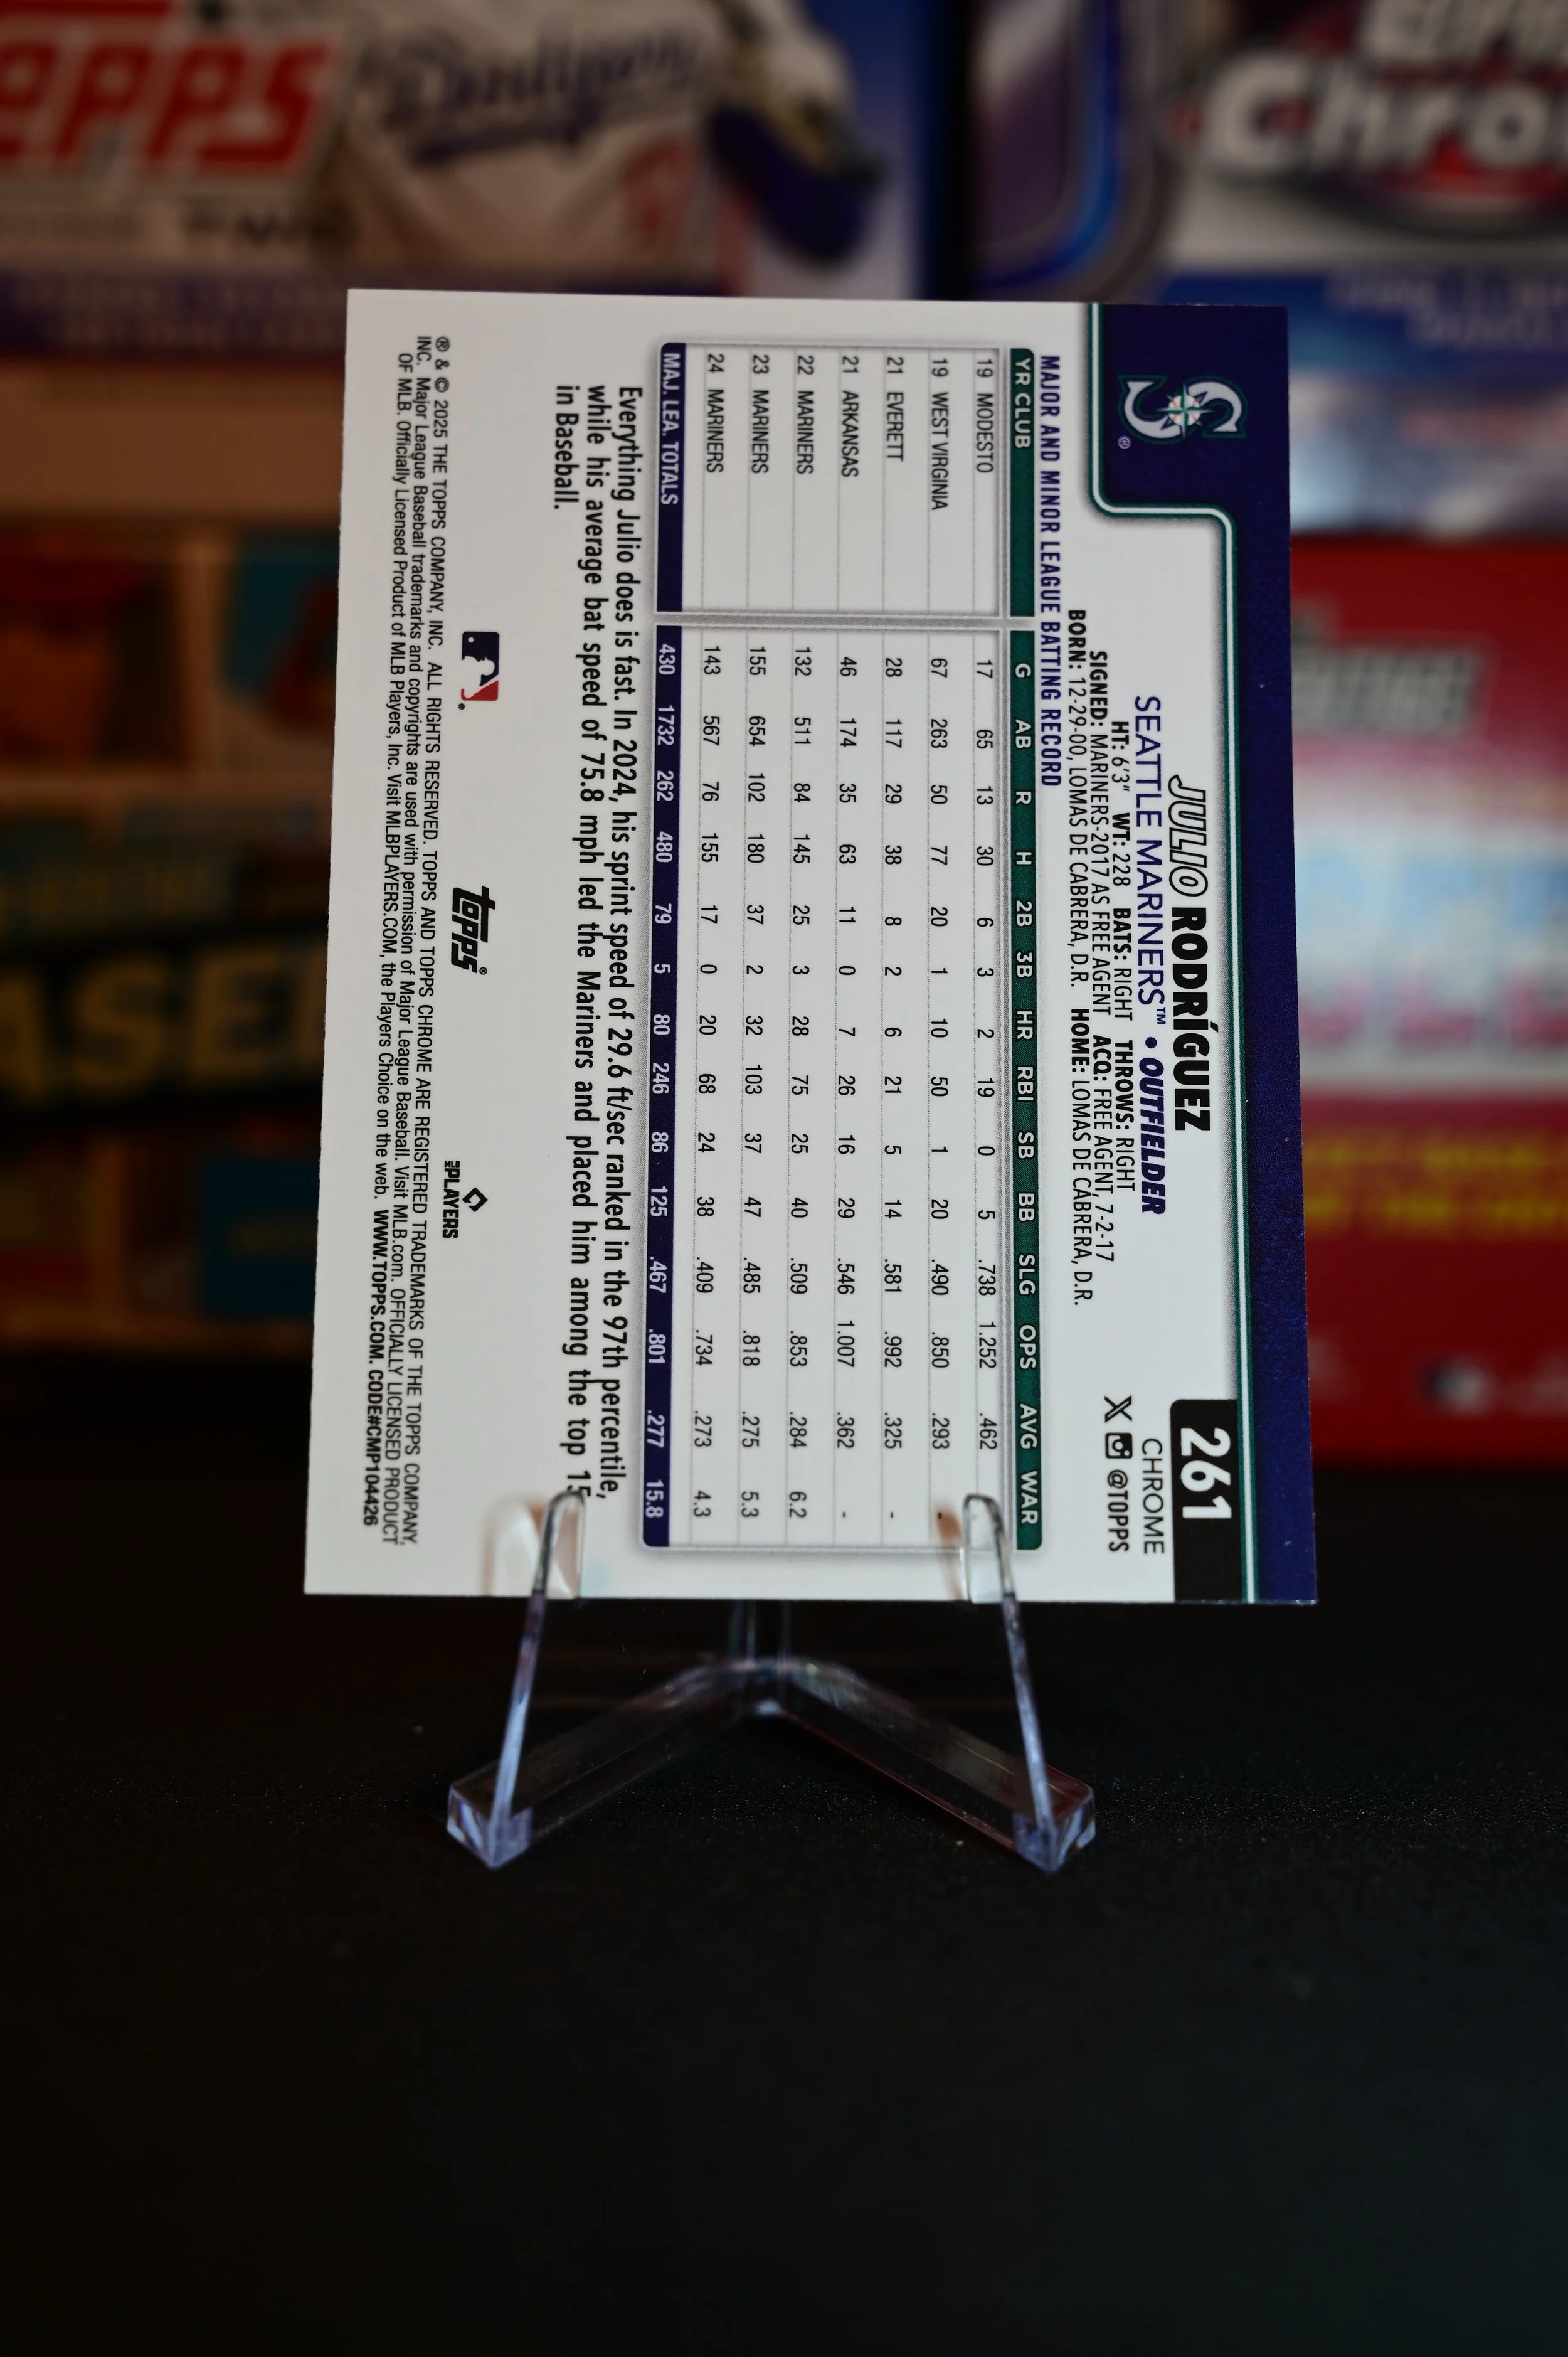 Topps
Dodgers
261
CHROME
@TOPPS
JULIO RODRÍGUEZ
SEATTLE MARINERS™ • OUTFIELDER
HT: 6'3" WT: 228 BATS: RIGHT THROWS: RIGHT
SIGNED: MARINERS-2017 AS FREE AGENT ACQ: FREE AGENT, 7-2-17
BORN: 12-29-00, LOMAS DE CABRERA, D.R. HOME: LOMAS DE CABRERA, D.R.
MAJOR AND MINOR LEAGUE BATTING RECORD
YR CLUB G AB R H 2B 3B HR RBI SB BB SLG OPS AVG WAR
19 MODESTO 17 65 13 30 6 3 2 19 0 5 .738 1.252 .462
19 WEST VIRGINIA 67 263 50 77 20 1 10 50 1 20 .490 .850 .293 -
21 EVERETT 28 117 29 38 8 2 6 21 5 14 .581 .992 .325 -
21 ARKANSAS 46 174 35 63 11 0 7 26 16 29 .546 1.007 .362 -
22 MARINERS 132 511 84 145 25 3 28 75 25 40 .509 .853 .284 6.2
23 MARINERS 155 654 102 180 37 2 32 103 37 47 .485 .818 .275 5.3
24 MARINERS 143 567 76 155 17 0 20 68 24 38 .409 .734 .273 4.3
MAJ. LEA. TOTALS 430 1732 262 480 79 5 80 246 86 125 .467 .801 .277 15.8
Everything Julio does is fast. In 2024, his sprint speed of 29.6 ft/sec ranked in the 97th percentile,
while his average bat speed of 75.8 mph led the Mariners and placed him among the top 15
in Baseball.
topps®
PLAYERS
® & © 2025 THE TOPPS COMPANY, INC. ALL RIGHTS RESERVED. TOPPS AND TOPPS CHROME ARE REGISTERED TRADEMARKS OF THE TOPPS COMPANY,
INC. Major League Baseball trademarks and copyrights are used with permission of Major League Baseball. Visit MLB.com. OFFICIALLY LICENSED PRODUCT
OF MLB. Officially Licensed Product of MLB Players, Inc. Visit MLBPLAYERS.COM, the Players Choice on the web. WWW.TOPPS.COM. CODE#CMP104426